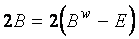 2B = 2(B^w − E)